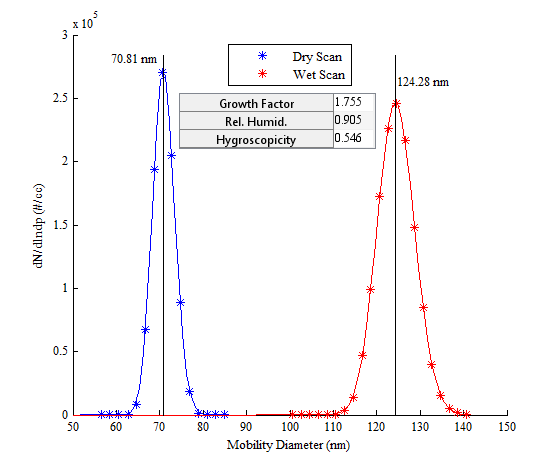 x 10^5
3
70.81 nm
Dry Scan
Wet Scan
124.28 nm
2.5
Growth Factor 1.755
Rel. Humid. 0.905
Hygroscopicity 0.546
2
dN/dlndp (#/cc)
1.5
1
0.5
0
50 60 70 80 90 100 110 120 130 140 150
Mobility Diameter (nm)